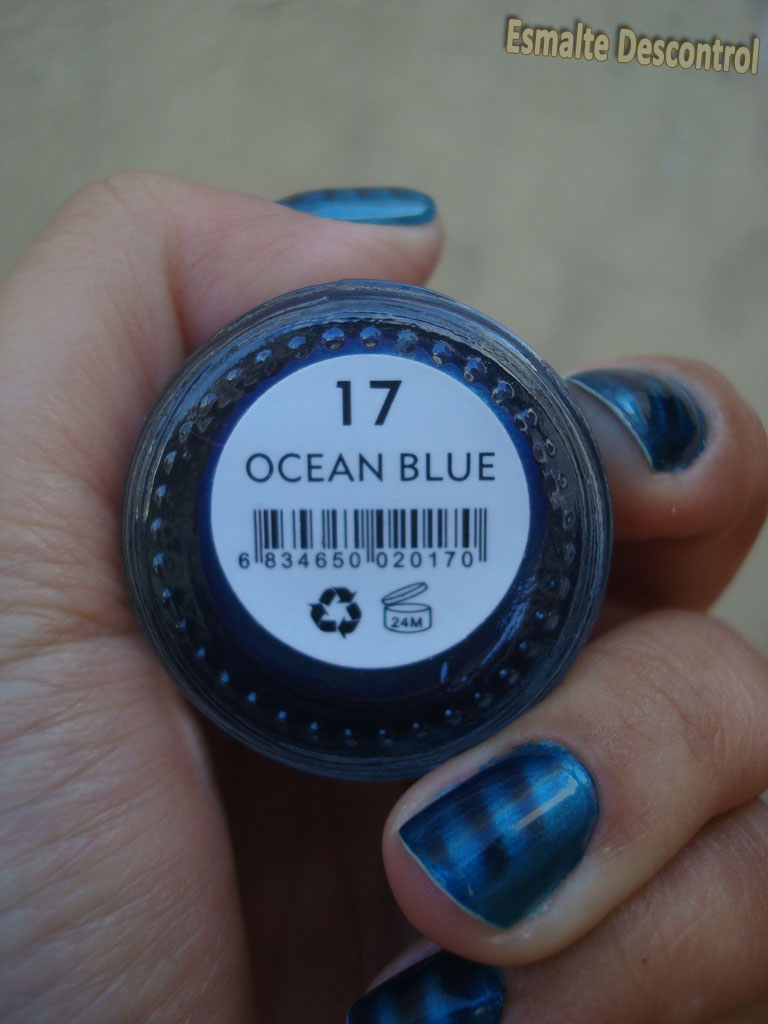 Esmalte Descontrol
17
OCEAN BLUE
6 834650 020170
24M